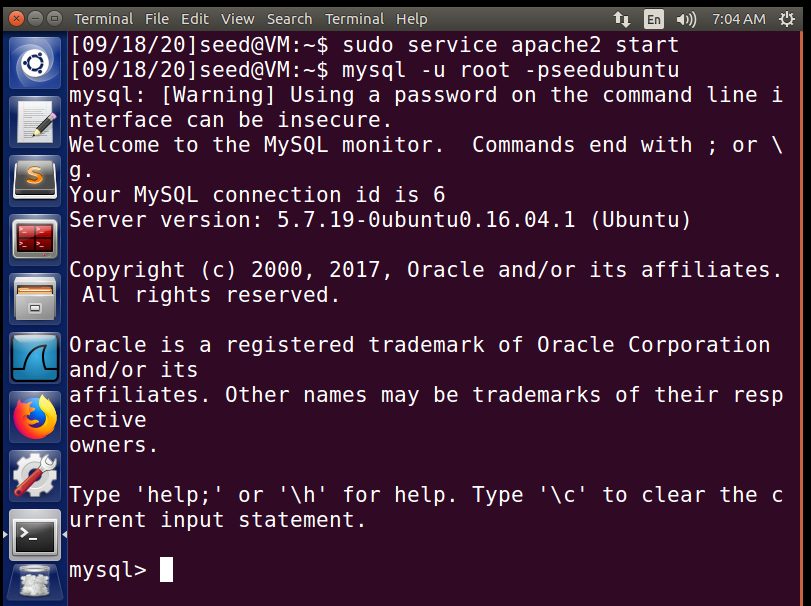 Terminal File Edit View Search Terminal Help En 7:04 AM
[09/18/20]seed@VM:~$ sudo service apache2 start
[09/18/20]seed@VM:~$ mysql -u root -pseedubuntu
mysql: [Warning] Using a password on the command line i
nterface can be insecure.
Welcome to the MySQL monitor.  Commands end with ; or \
g.
Your MySQL connection id is 6
Server version: 5.7.19-0ubuntu0.16.04.1 (Ubuntu)

Copyright (c) 2000, 2017, Oracle and/or its affiliates.
 All rights reserved.

Oracle is a registered trademark of Oracle Corporation
and/or its
affiliates. Other names may be trademarks of their resp
ective
owners.

Type 'help;' or '\h' for help. Type '\c' to clear the c
urrent input statement.

mysql>